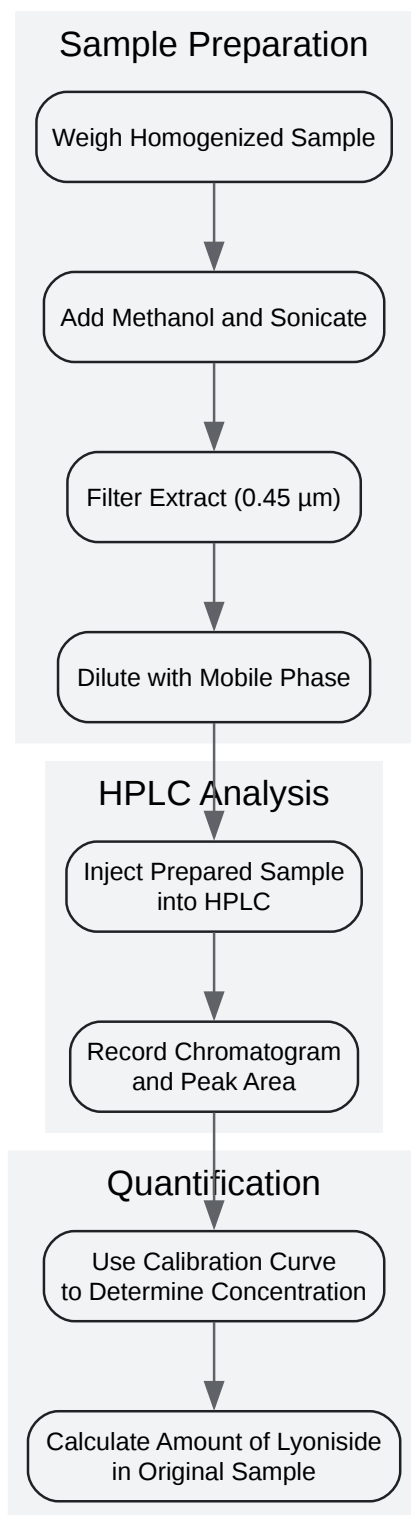 Sample Preparation
Weigh Homogenized Sample
Add Methanol and Sonicate
Filter Extract (0.45 µm)
Dilute with Mobile Phase
HPLC Analysis
Inject Prepared Sample
into HPLC
Record Chromatogram
and Peak Area
Quantification
Use Calibration Curve
to Determine Concentration
Calculate Amount of Lyoniside
in Original Sample